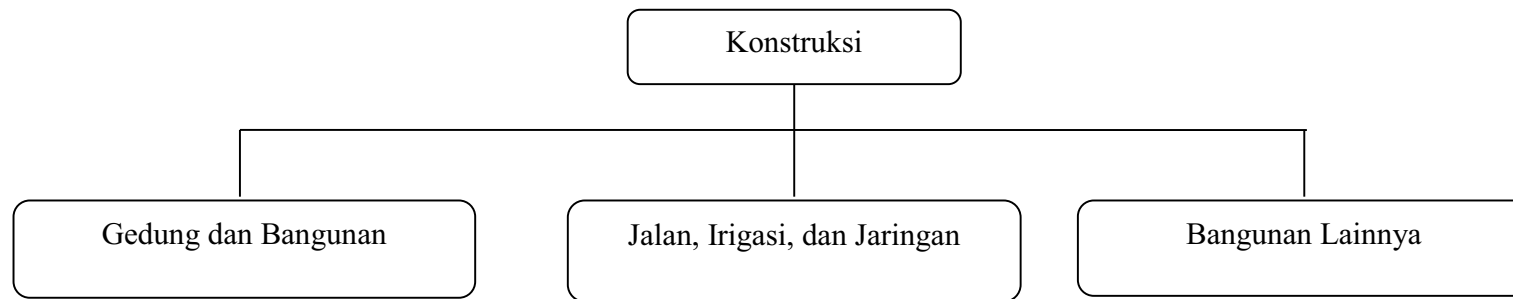 Konstruksi
Gedung dan Bangunan
Jalan, Irigasi, dan Jaringan
Bangunan Lainnya